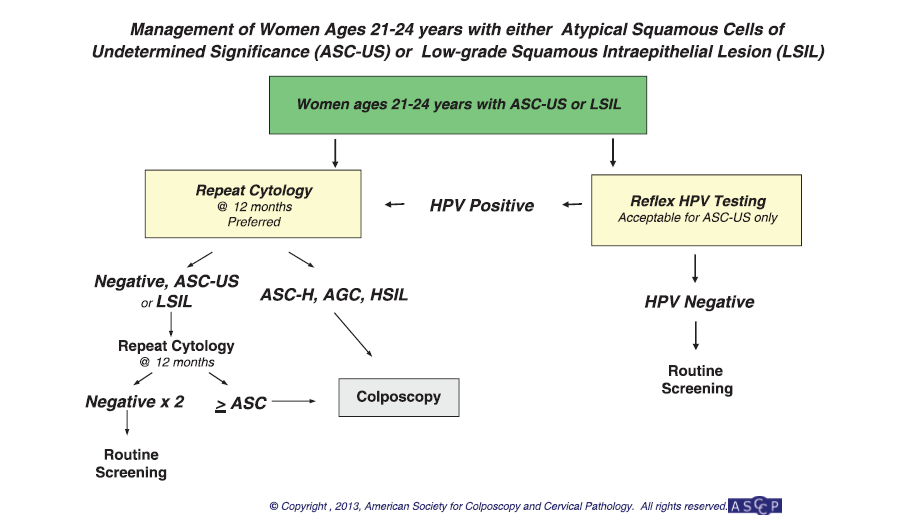 Management of Women Ages 21-24 years with either Atypical Squamous Cells of
Undetermined Significance (ASC-US) or Low-grade Squamous Intraepithelial Lesion (LSIL)
Women ages 21-24 years with ASC-US or LSIL
Repeat Cytology
@ 12 months
Preferred
HPV Positive
Reflex HPV Testing
Acceptable for ASC-US only
Negative, ASC-US
or LSIL
ASC-H, AGC, HSIL
HPV Negative
Repeat Cytology
@ 12 months
Routine
Screening
Negative x 2
≥ ASC
Colposcopy
Routine
Screening
© Copyright , 2013, American Society for Colposcopy and Cervical Pathology. All rights reserved.
ASCCP